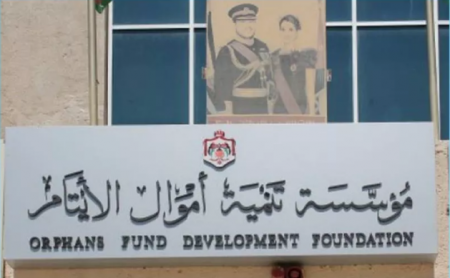 مؤسسة تنمية أموال الأيتام
ORPHANS FUND DEVELOPMENT FOUNDATION